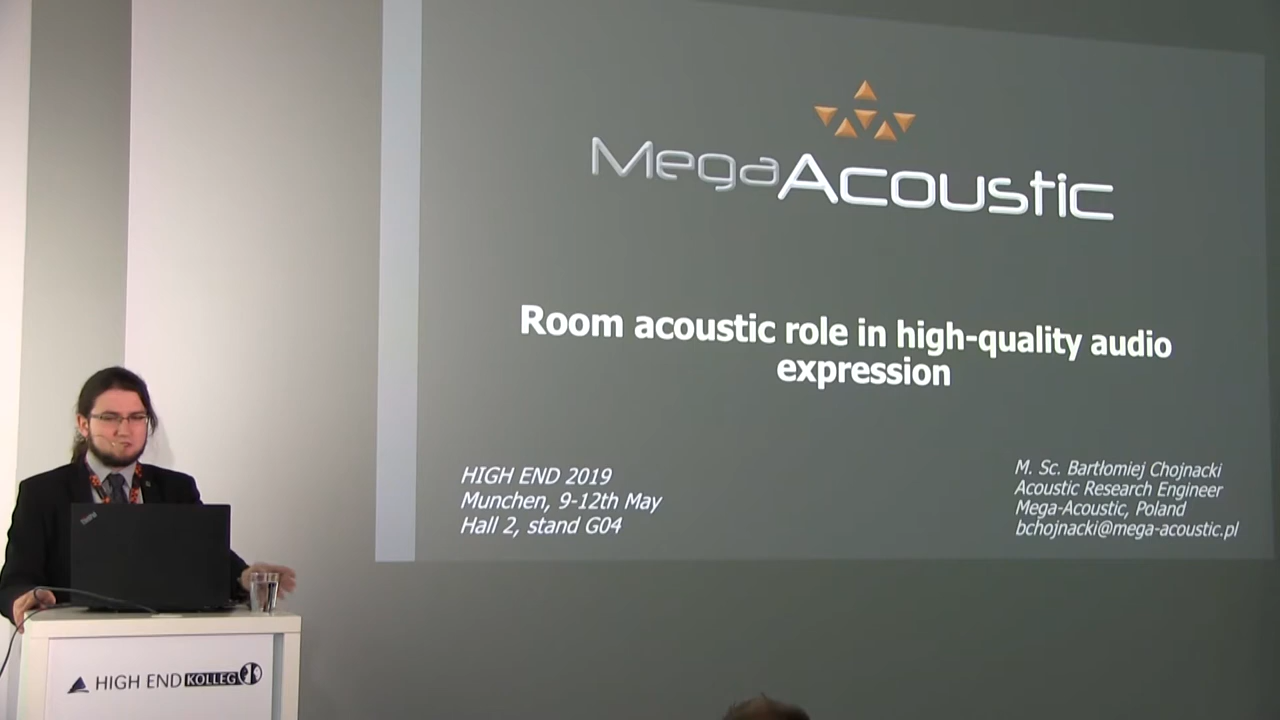 MegaAcoustic
Room acoustic role in high-quality audio
expression
HIGH END 2019
Munchen, 9-12th May
Hall 2, stand G04
M. Sc. Bartłomiej Chojnacki
Acoustic Research Engineer
Mega-Acoustic, Poland
bchojnacki@mega-acoustic.pl
ThinkPad
HIGH END KOLLEG